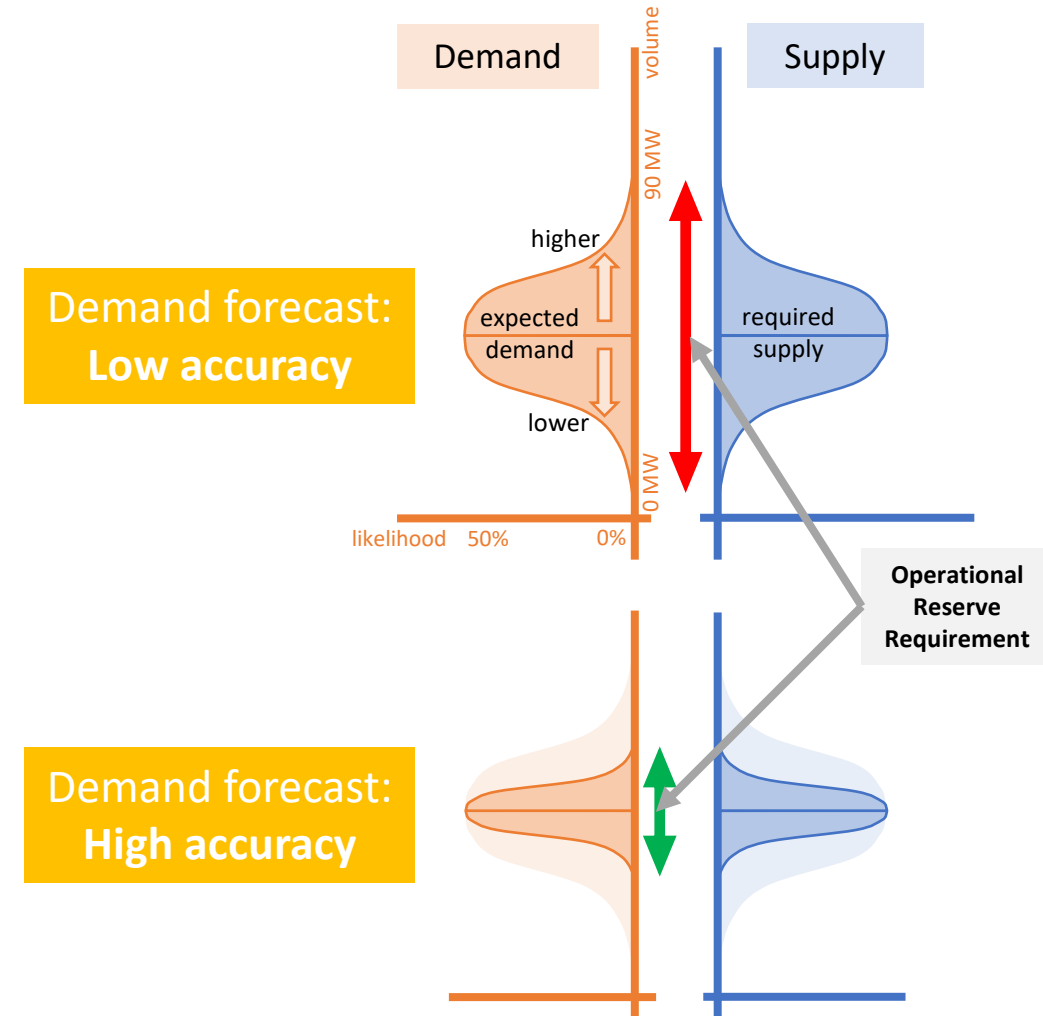 Demand
Supply
volume
90 MW
higher
Demand forecast:
Low accuracy
expected
demand
required
supply
lower
0 MW
likelihood 50% 0%
Operational
Reserve
Requirement
Demand forecast:
High accuracy